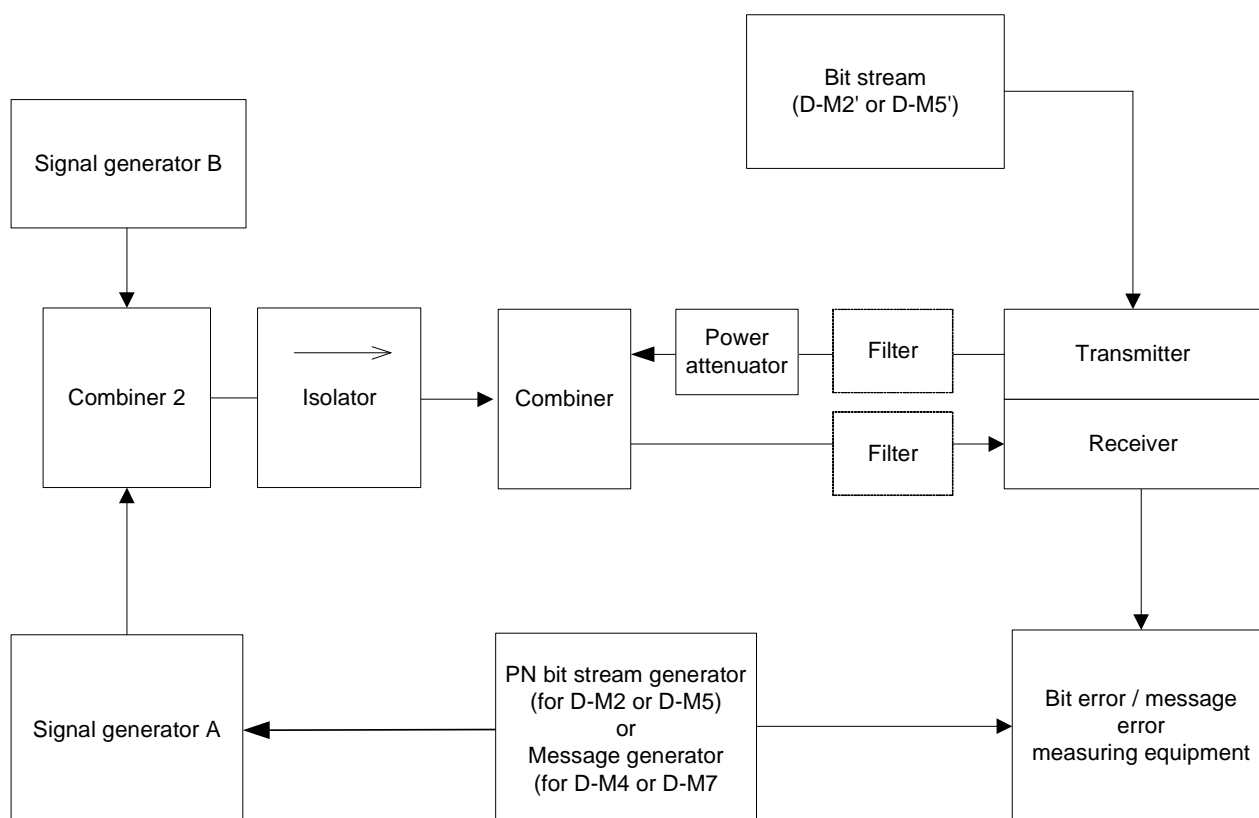 Bit stream
(D-M2' or D-M5')
Signal generator B
Combiner 2
Isolator
Combiner
Power
attenuator
Filter
Transmitter
Filter
Receiver
Signal generator A
PN bit stream generator
(for D-M2 or D-M5)
or
Message generator
(for D-M4 or D-M7
Bit error / message
error
measuring equipment